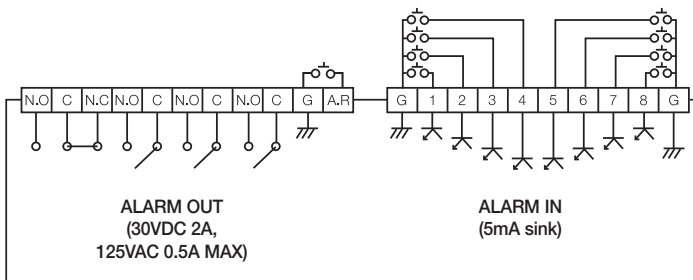 N.O C N.C N.O C N.O C N.O C G A.R G 1 2 3 4 5 6 7 8 G
ALARM OUT
(30VDC 2A,
125VAC 0.5A MAX)
ALARM IN
(5mA sink)